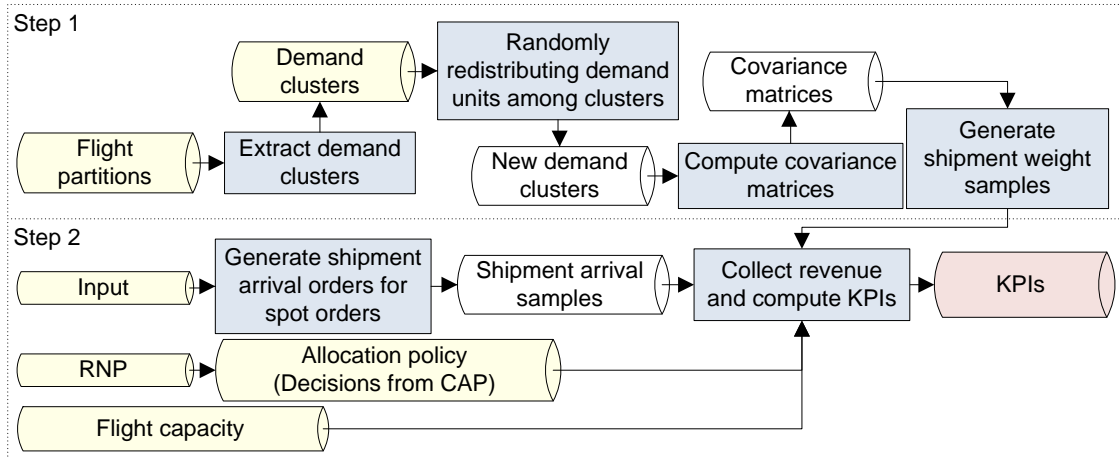 Step 1
Demand
clusters
Randomly
redistributing demand
units among clusters
Covariance
matrices
Flight
partitions
Extract demand
clusters
New demand
clusters
Compute covariance
matrices
Generate
shipment weight
samples
Step 2
Input
Generate shipment
arrival orders for
spot orders
Shipment arrival
samples
Collect revenue
and compute KPIs
KPIs
RNP
Allocation policy
(Decisions from CAP)
Flight capacity